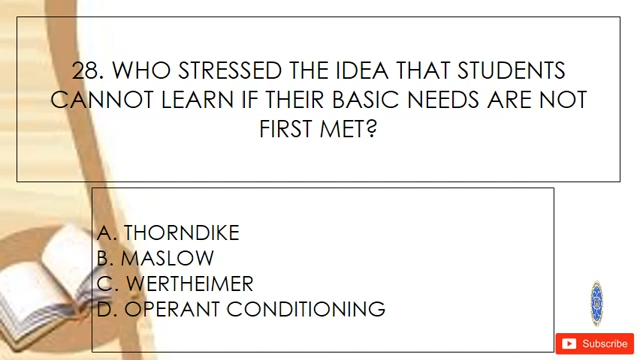 28. WHO STRESSED THE IDEA THAT STUDENTS
CANNOT LEARN IF THEIR BASIC NEEDS ARE NOT
FIRST MET?
A. THORNDIKE
B. MASLOW
C. WERTHEIMER
D. OPERANT CONDITIONING
Subscribe